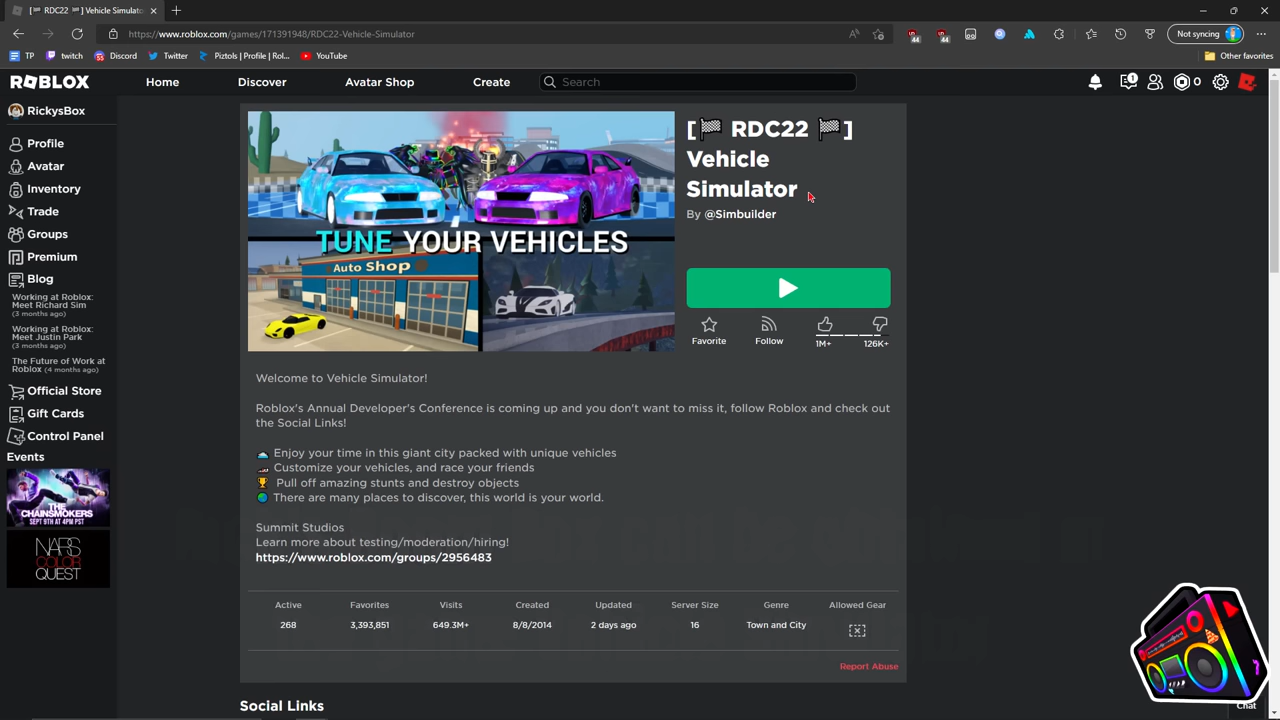 [🏁 RDC22 🏁] Vehicle Simulato
https://www.roblox.com/games/171391948/RDC22-Vehicle-Simulator
44
44
Not syncing
TP
twitch
Discord
Twitter
Piztols | Profile | Rol...
YouTube
Other favorites
ROBLOX
Home
Discover
Avatar Shop
Create
Search
1
0
RickysBox
Profile
Avatar
Inventory
Trade
Groups
Premium
Blog
Working at Roblox:
Meet Richard Sim
(3 months ago)
Working at Roblox:
Meet Justin Park
(3 months ago)
The Future of Work at
Roblox (4 months ago)
Official Store
Gift Cards
Control Panel
Events
THE
CHAINSMOKERS
SEPT 9TH AT 4PM PST
NARS
COLOR
QUEST
TUNE YOUR VEHICLES
Auto Shop
[🏁 RDC22 🏁]
Vehicle
Simulator
By @Simbuilder
Favorite
Follow
1M+
126K+
Welcome to Vehicle Simulator!
Roblox's Annual Developer's Conference is coming up and you don't want to miss it, follow Roblox and check out
the Social Links!
Enjoy your time in this giant city packed with unique vehicles
Customize your vehicles, and race your friends
🏆 Pull off amazing stunts and destroy objects
There are many places to discover, this world is your world.
Summit Studios
Learn more about testing/moderation/hiring!
https://www.roblox.com/groups/2956483
Active
Favorites
Visits
Created
Updated
Server Size
Genre
Allowed Gear
268
3,393,851
649.3M+
8/8/2014
2 days ago
16
Town and City
Report Abuse
Social Links
Chat